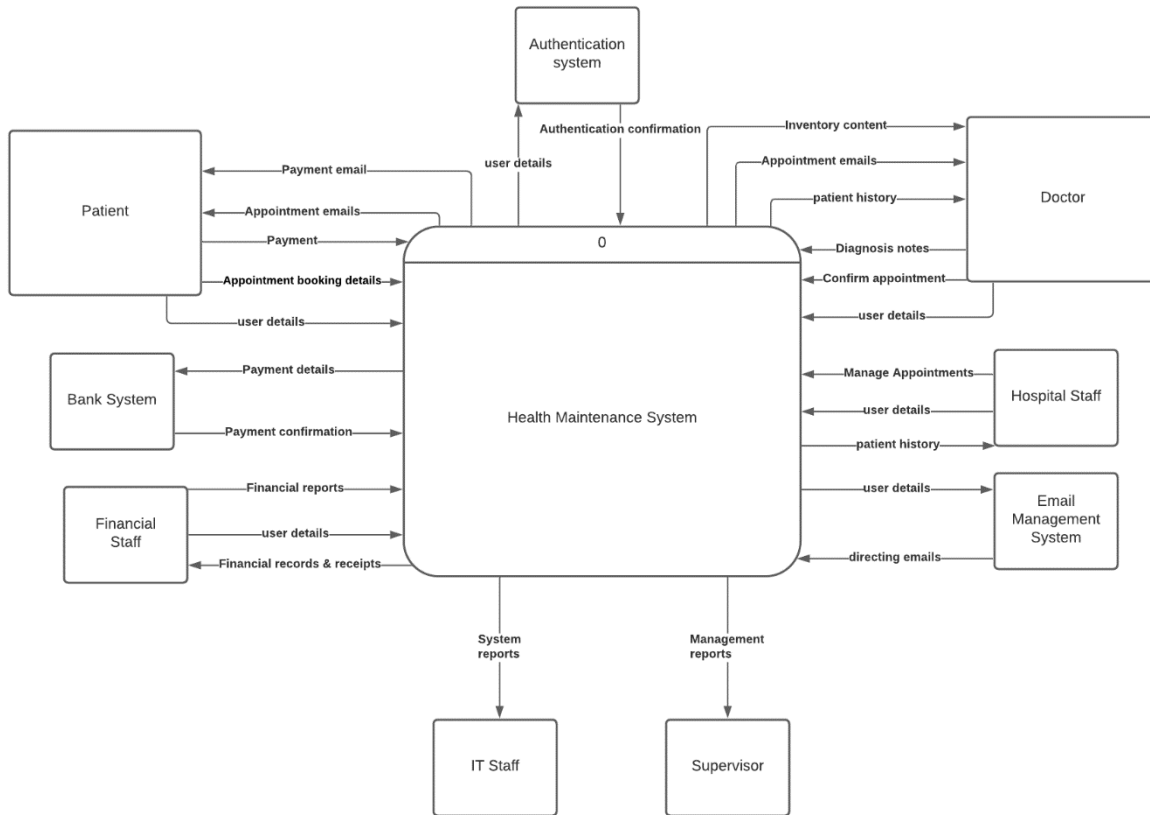 Authentication
system
Authentication confirmation
user details
Inventory content
Appointment emails
patient history
Payment email
Appointment emails
Patient
Payment
Appointment booking details
user details
Doctor
Diagnosis notes
Confirm appointment
user details
0
Health Maintenance System
Bank System
Payment details
Payment confirmation
Manage Appointments
user details
patient history
Hospital Staff
Financial
Staff
Financial reports
user details
Financial records & receipts
user details
directing emails
Email
Management
System
System
reports
Management
reports
IT Staff
Supervisor